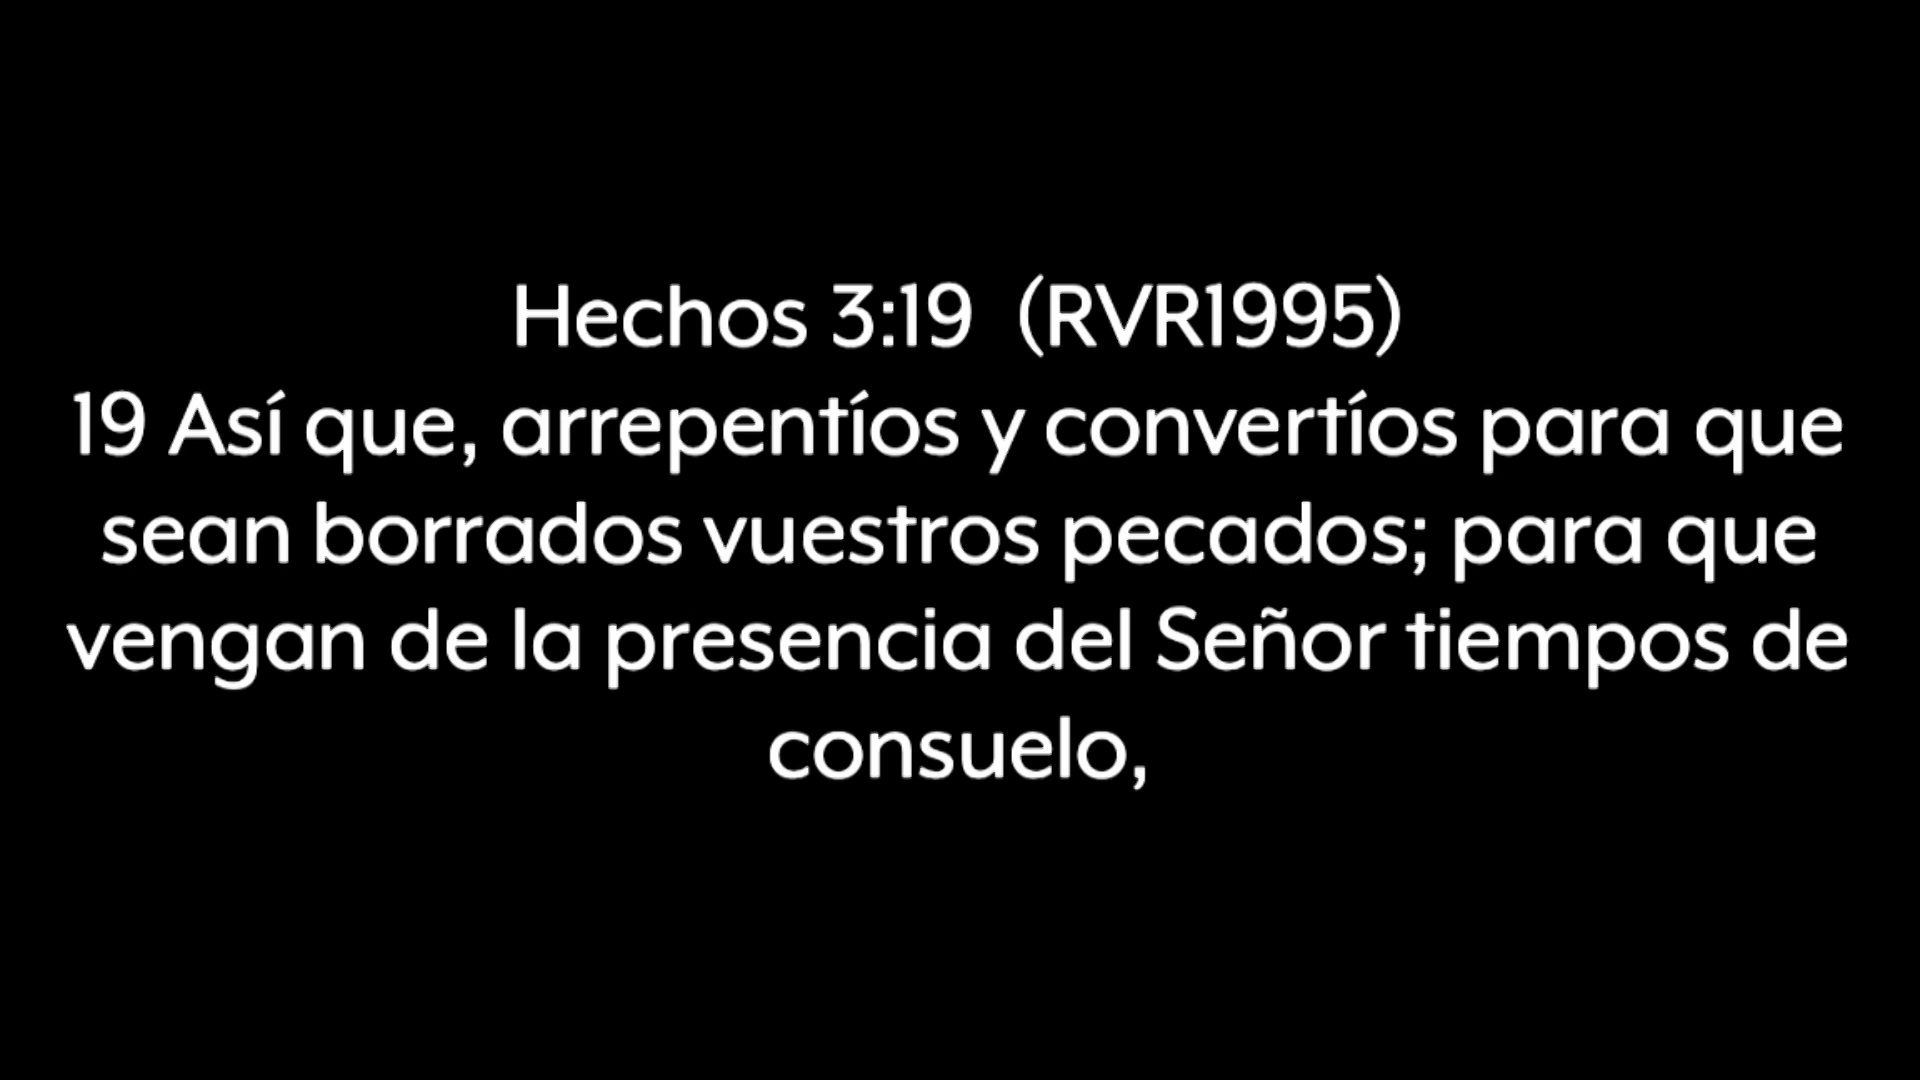 Hechos 3:19  (RVR1995)
19 Así que, arrepentíos y convertíos para que
sean borrados vuestros pecados; para que
vengan de la presencia del Señor tiempos de
consuelo,